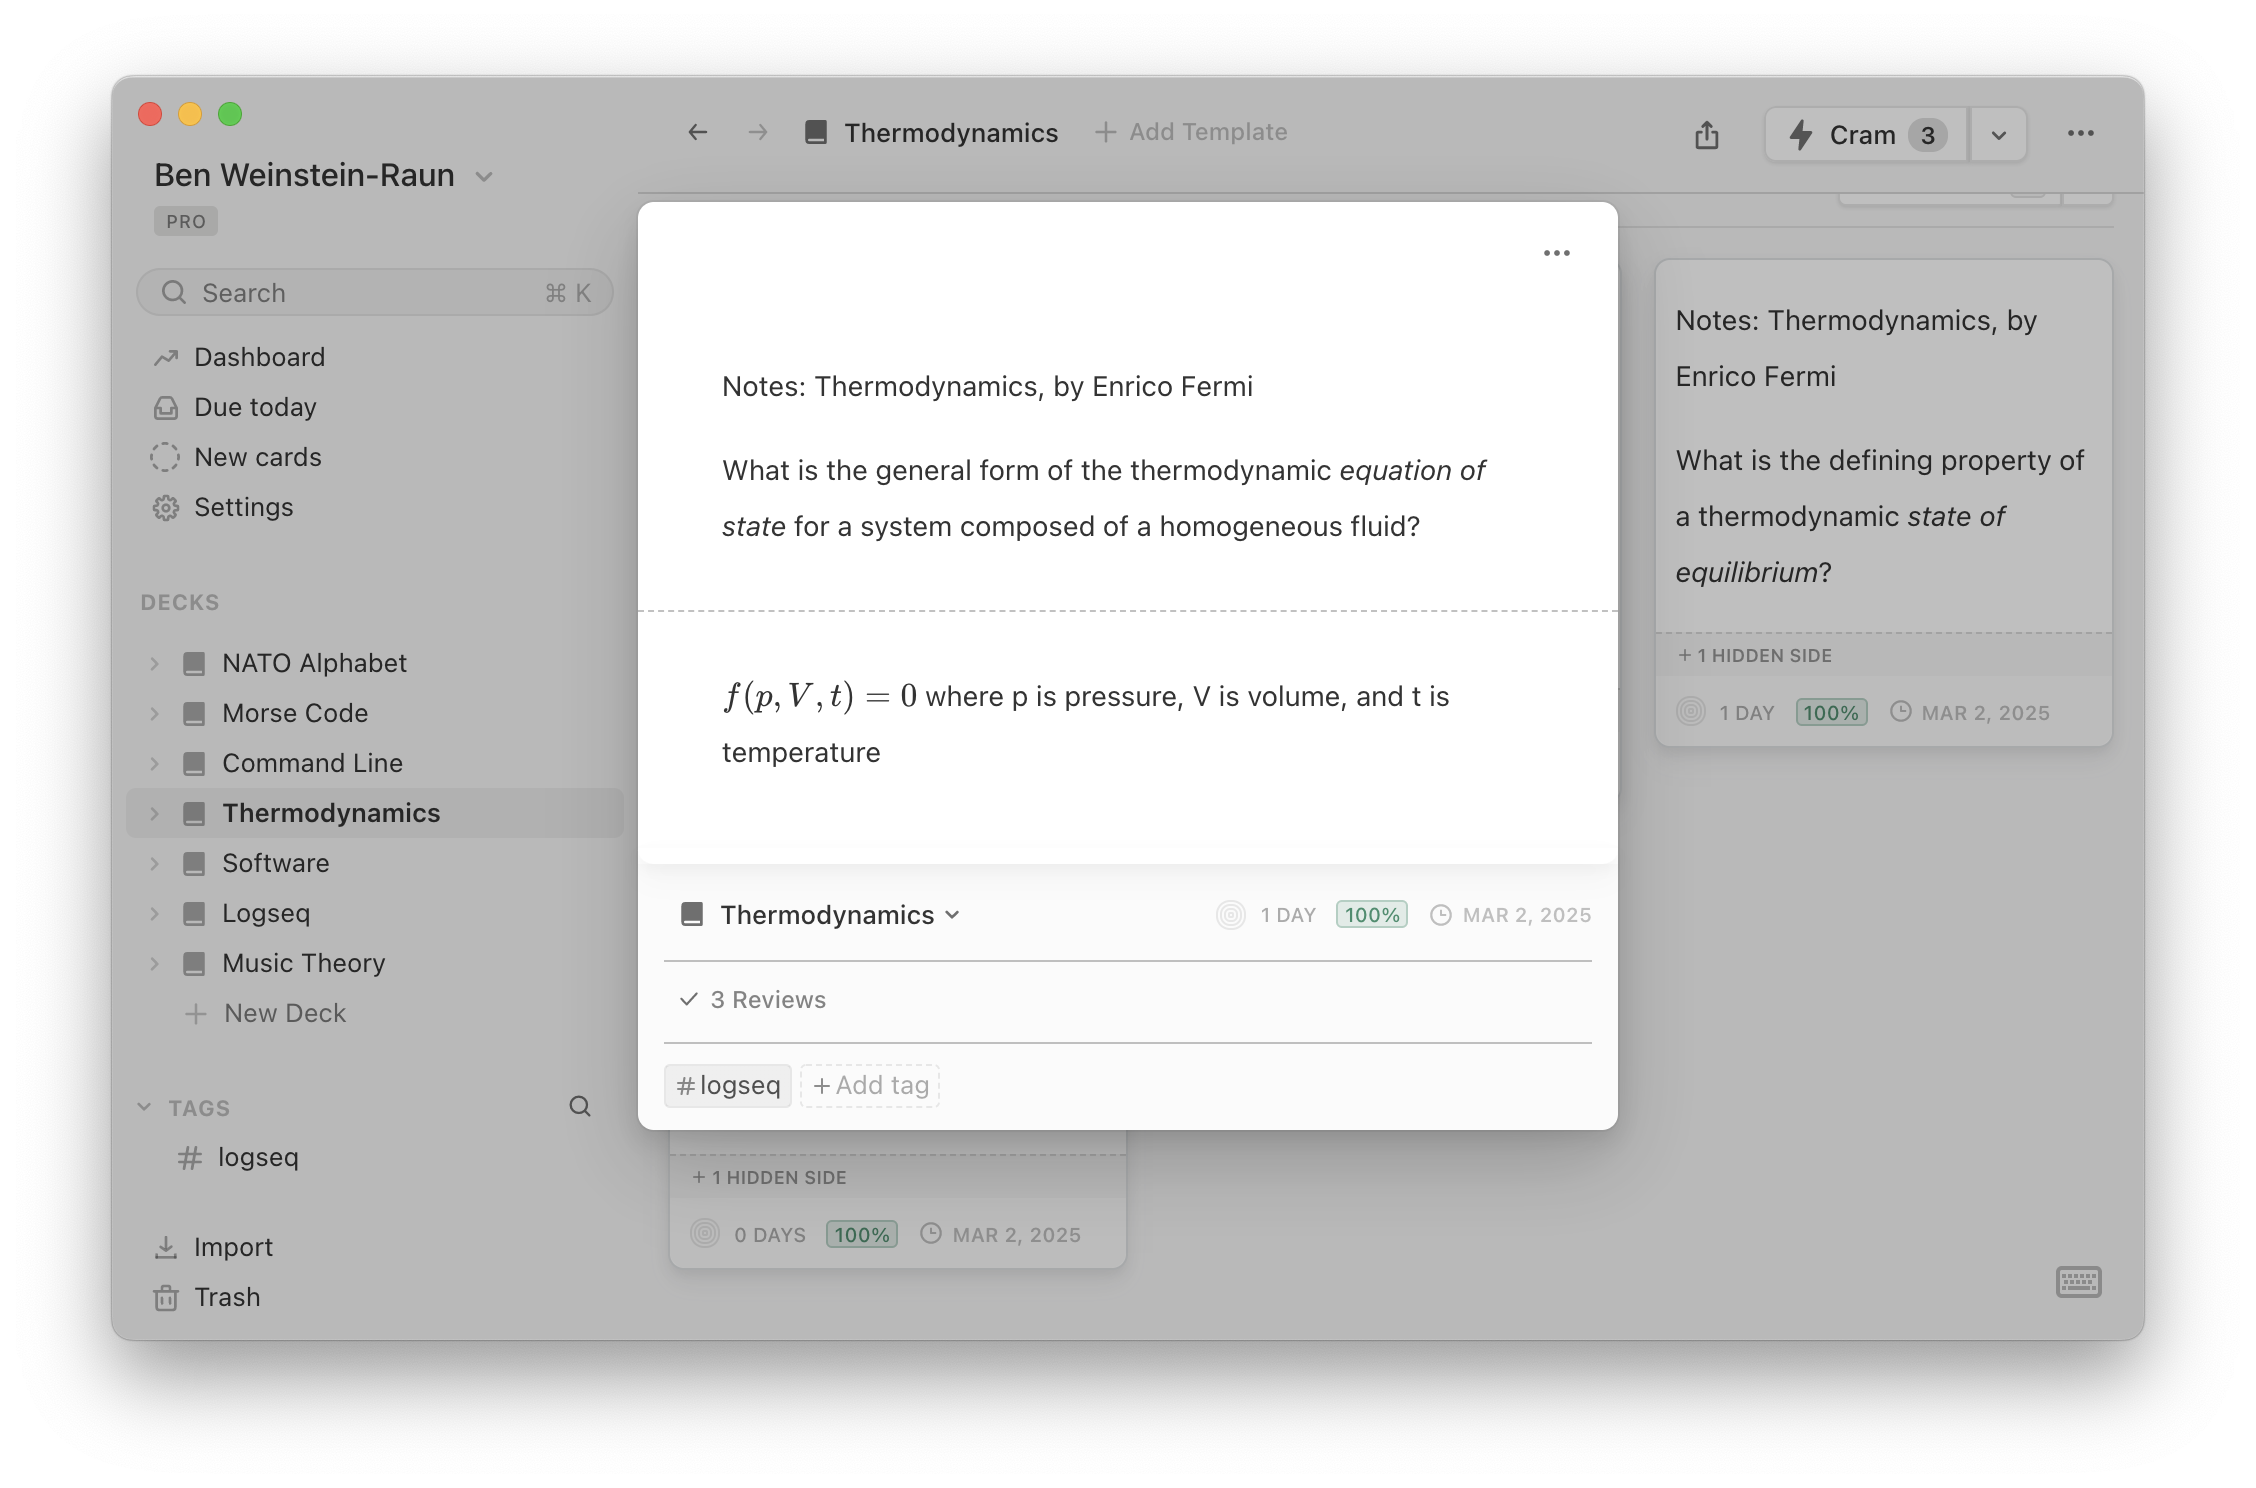 Ben Weinstein-Raun
PRO
Search ⌘ K
Dashboard
Due today
New cards
Settings
DECKS
NATO Alphabet
Morse Code
Command Line
Thermodynamics
Software
Logseq
Music Theory
+ New Deck
TAGS
# logseq
Import
Trash
← → Thermodynamics + Add Template
Cram 3
•••
•••
Notes: Thermodynamics, by Enrico Fermi
What is the general form of the thermodynamic equation of
state for a system composed of a homogeneous fluid?
f(p, V, t) = 0 where p is pressure, V is volume, and t is
temperature
Thermodynamics 1 DAY 100% MAR 2, 2025
3 Reviews
# logseq + Add tag
+ 1 HIDDEN SIDE
0 DAYS 100% MAR 2, 2025
Notes: Thermodynamics, by
Enrico Fermi
What is the defining property of
a thermodynamic state of
equilibrium?
+ 1 HIDDEN SIDE
1 DAY 100% MAR 2, 2025